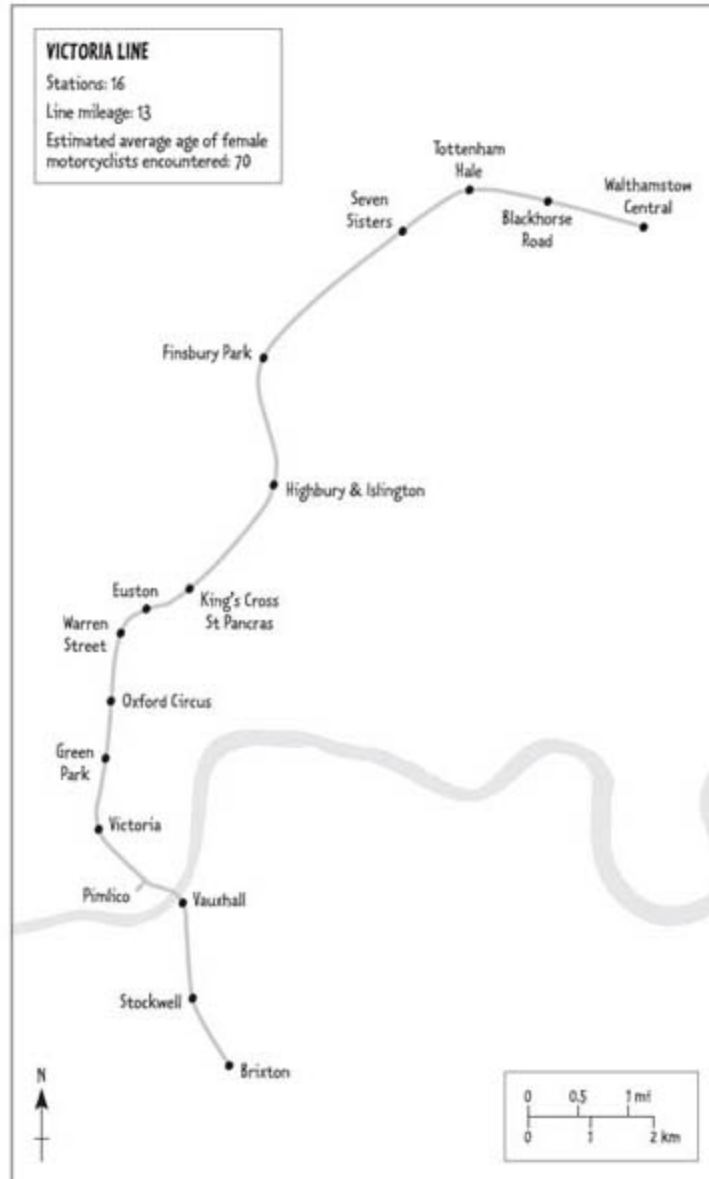 VICTORIA LINE
Stations: 16
Line mileage: 13
Estimated average age of female
motorcyclists encountered: 70
Tottenham
Hale
Walthamstow
Central
Seven
Sisters
Blackhorse
Road
Finsbury Park
Highbury & Islington
Euston
King's Cross
St Pancras
Warren
Street
Oxford Circus
Green
Park
Victoria
Pimlico
Vauxhall
Stockwell
Brixton
N
0 0.5 1 mi
0 1 2 km